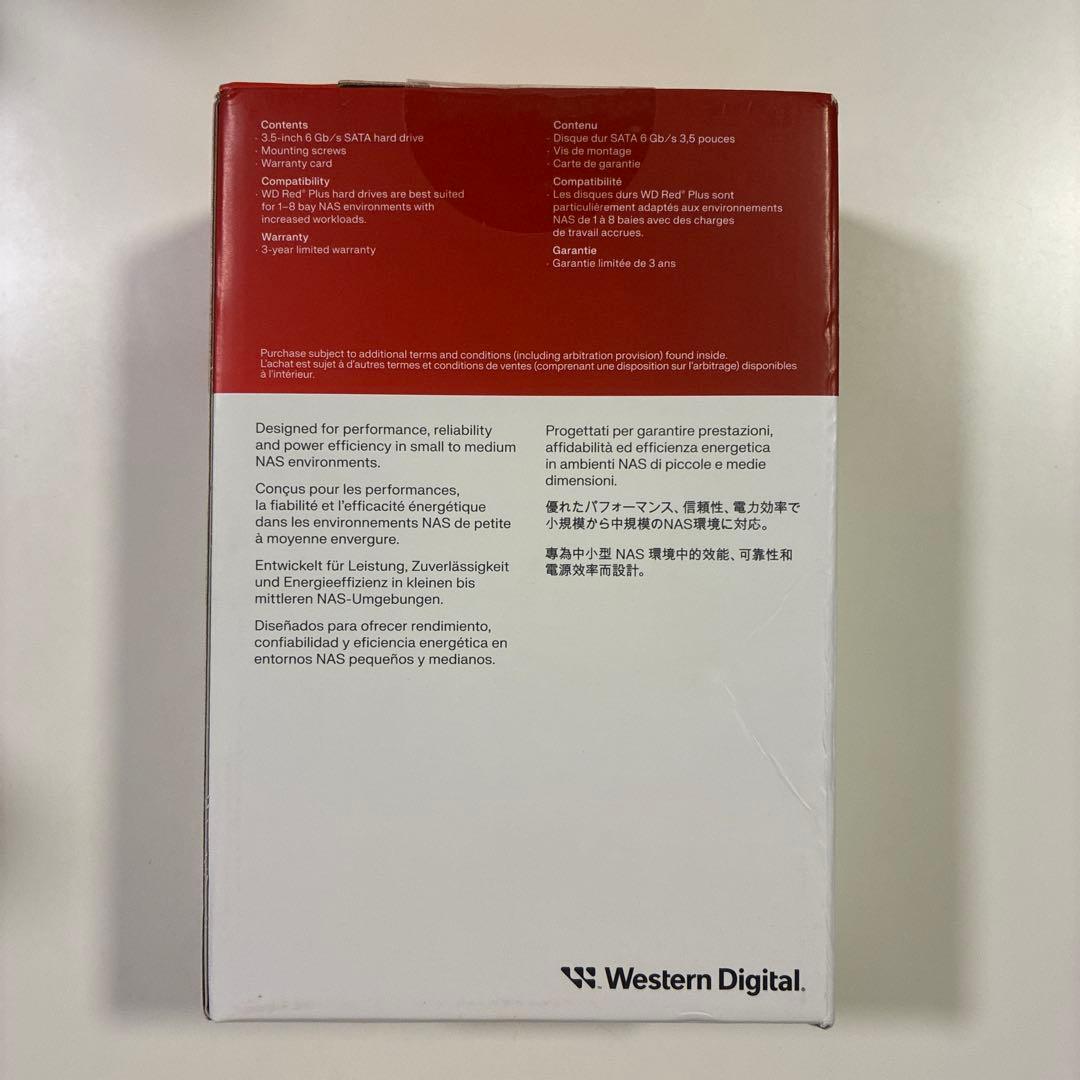 Contents
· 3.5-inch 6 Gb/s SATA hard drive
· Mounting screws
· Warranty card
Compatibility
· WD Red® Plus hard drives are best suited
for 1–8 bay NAS environments with
increased workloads.
Warranty
· 3-year limited warranty
Contenu
· Disque dur SATA 6 Gb/s 3,5 pouces
· Vis de montage
· Carte de garantie
Compatibilité
· Les disques durs WD Red® Plus sont
particulièrement adaptés aux environnements
NAS de 1 à 8 baies avec des charges
de travail accrues.
Garantie
· Garantie limitée de 3 ans
Purchase subject to additional terms and conditions (including arbitration provision) found inside.
L'achat est sujet à d'autres termes et conditions de ventes (comprenant une disposition sur l'arbitrage) disponibles
à l'intérieur.
Designed for performance, reliability
and power efficiency in small to medium
NAS environments.
Conçus pour les performances,
la fiabilité et l'efficacité énergétique
dans les environnements NAS de petite
à moyenne envergure.
Entwickelt für Leistung, Zuverlässigkeit
und Energieeffizienz in kleinen bis
mittleren NAS-Umgebungen.
Diseñados para ofrecer rendimiento,
confiabilidad y eficiencia energética en
entornos NAS pequeños y medianos.
Progettati per garantire prestazioni,
affidabilità ed efficienza energetica
in ambienti NAS di piccole e medie
dimensioni.
優れたパフォーマンス、信頼性、電力効率で
小規模から中規模のNAS環境に対応。
專為中小型 NAS 環境中的效能、可靠性和
電源效率而設計。
Western Digital®